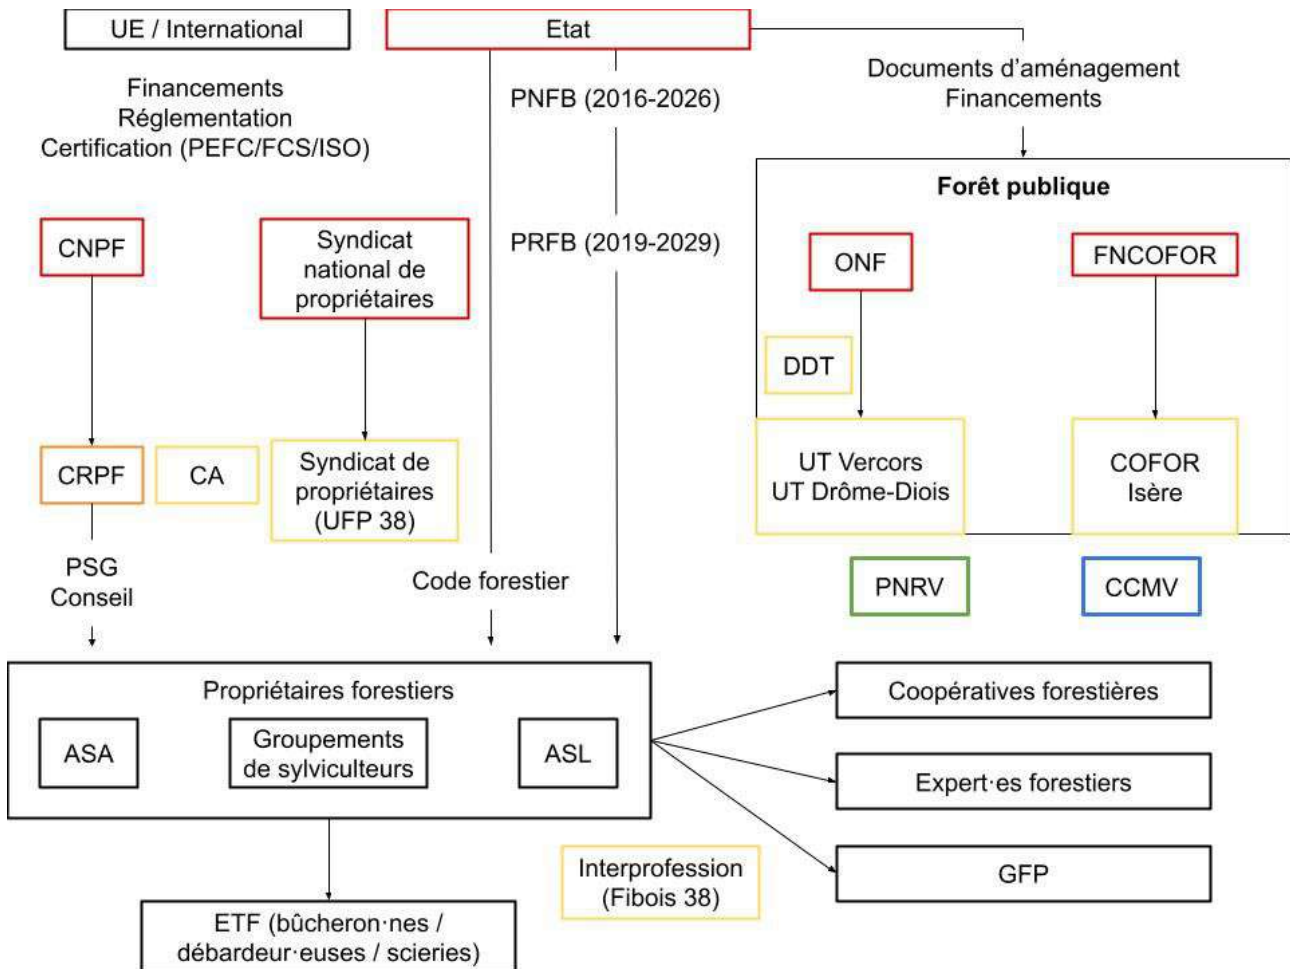 UE / International
Etat
Financements
Réglementation
Certification (PEFC/FCS/ISO)
PNFB (2016-2026)
Documents d'aménagement
Financements
Forêt publique
CNPF
Syndicat
national de
propriétaires
PRFB (2019-2029)
ONF
FNCOFOR
DDT
CRPF
CA
Syndicat de
propriétaires
(UFP 38)
UT Vercors
UT Drôme-Diois
COFOR
Isère
PSG
Conseil
Code forestier
PNRV
CCMV
Propriétaires forestiers
ASA
Groupements
de sylviculteurs
ASL
Coopératives forestières
Expert·es forestiers
GFP
Interprofession
(Fibois 38)
ETF (bûcheron·nes /
débardeur·euses / scieries)